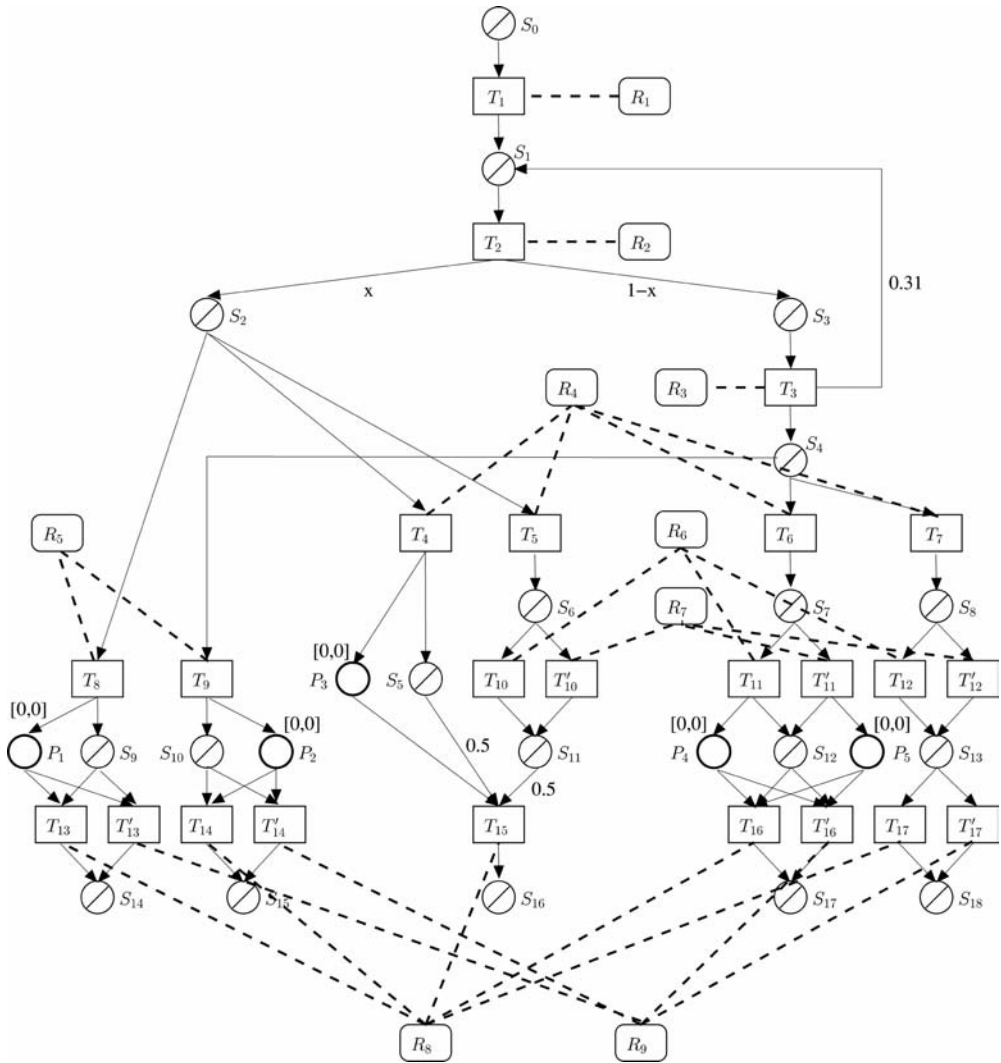 S₀
T₁ R₁
S₁
T₂ R₂
x 1−x 0.31
S₂ S₃
R₄ R₃ T₃
S₄
R₅ T₄ T₅ R₆ T₆ T₇
S₆ R₇ S₇ S₈
[0,0]
T₈ T₉ P₃ S₅ T₁₀ T′₁₀ T₁₁ T′₁₁ T₁₂ T′₁₂
[0,0] [0,0] [0,0] [0,0]
P₁ S₉ S₁₀ P₂ 0.5 S₁₁ P₄ S₁₂ P₅ S₁₃
0.5
T₁₃ T′₁₃ T₁₄ T′₁₄ T₁₅ T₁₆ T′₁₆ T₁₇ T′₁₇
S₁₄ S₁₅ S₁₆ S₁₇ S₁₈
R₈ R₉